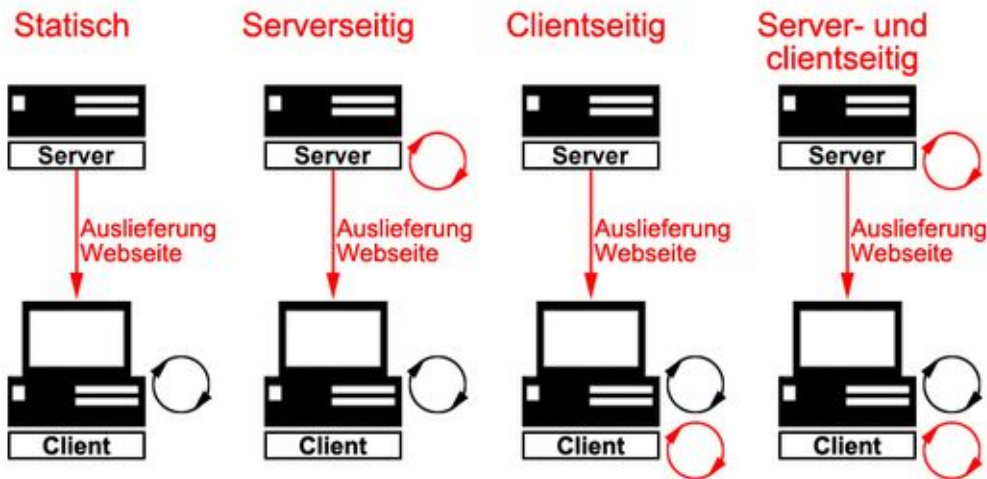 Statisch
Serverseitig
Clientseitig
Server- und
clientseitig
Server
Server
Server
Server
Auslieferung
Webseite
Auslieferung
Webseite
Auslieferung
Webseite
Auslieferung
Webseite
Client
Client
Client
Client